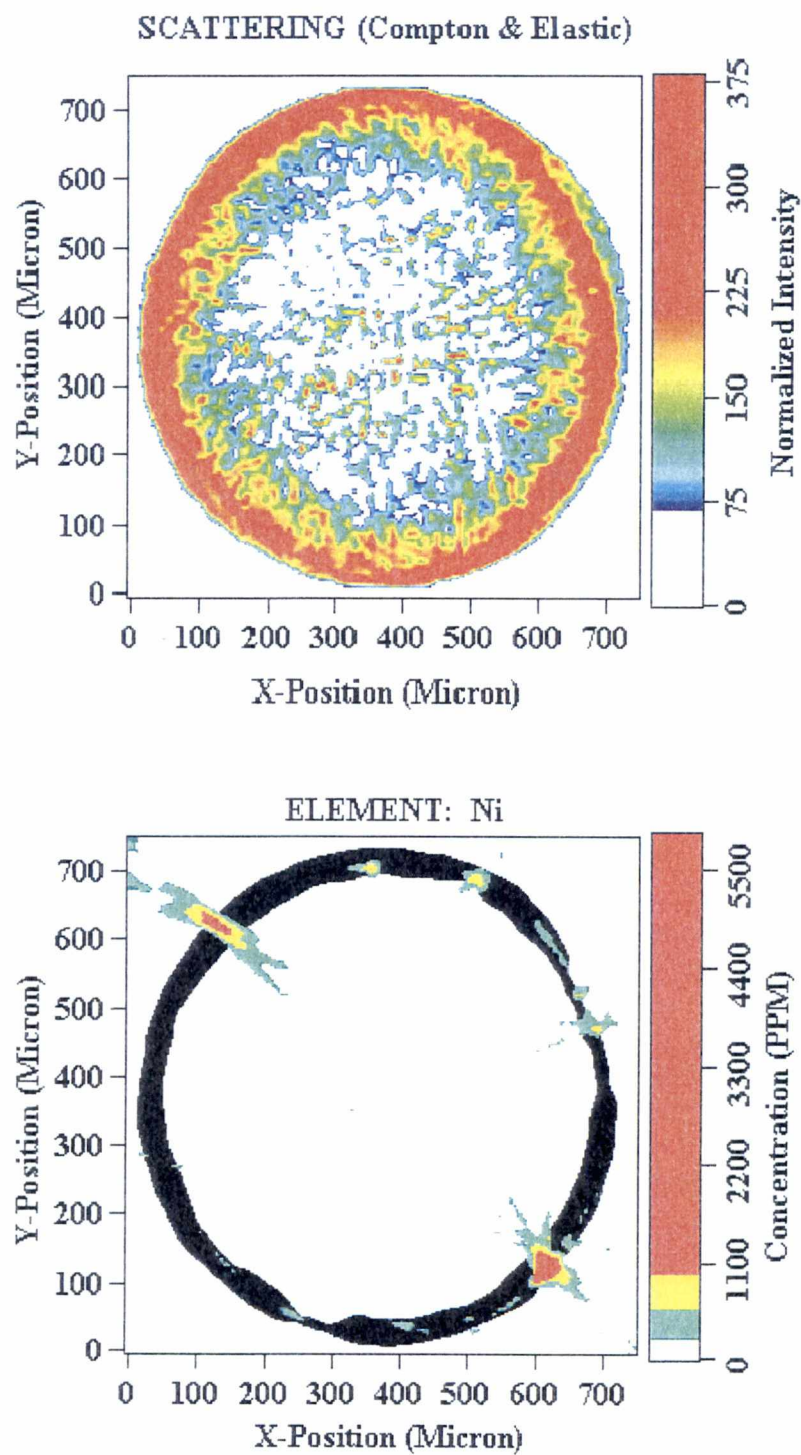 SCATTERING (Compton & Elastic)
700
600
500
400
300
200
100
0
Y-Position (Micron)
0 100 200 300 400 500 600 700
X-Position (Micron)
375
300
225
150
75
0
Normalized Intensity
ELEMENT: Ni
700
600
500
400
300
200
100
0
Y-Position (Micron)
0 100 200 300 400 500 600 700
X-Position (Micron)
5500
4400
3300
2200
1100
0
Concentration (PPM)